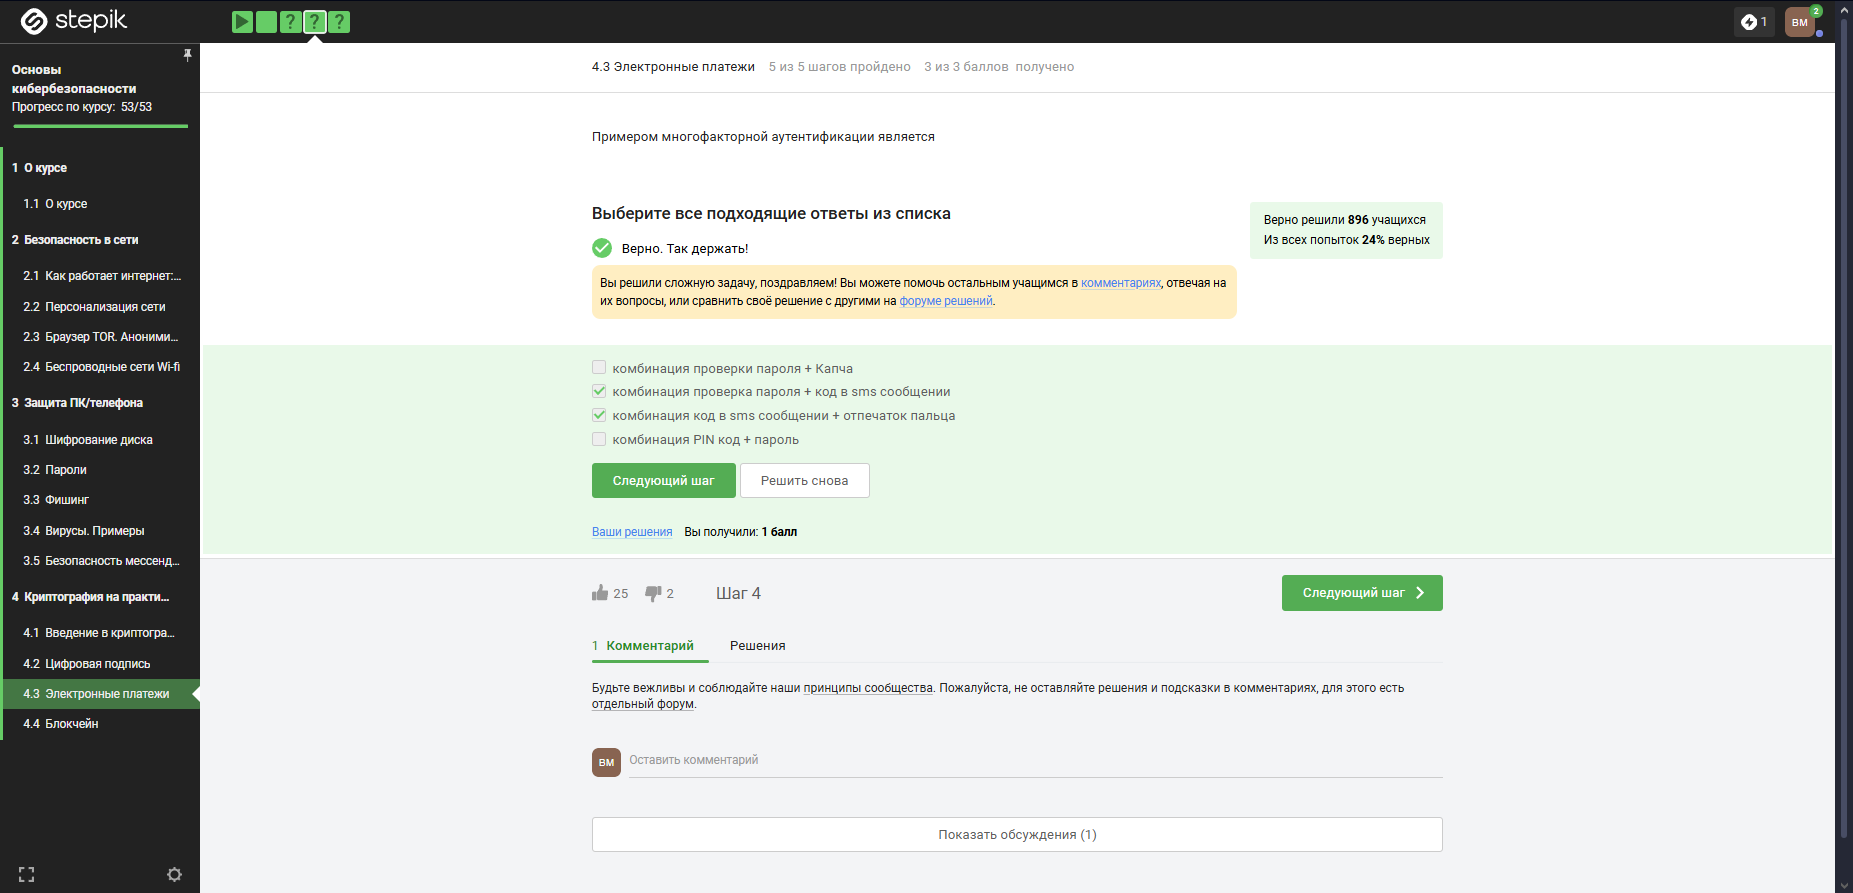 stepik
? ? ?
1
ВМ
2
Основы
кибербезопасности
Прогресс по курсу: 53/53
1 О курсе
1.1 О курсе
2 Безопасность в сети
2.1 Как работает интернет:...
2.2 Персонализация сети
2.3 Браузер TOR. Аноними...
2.4 Беспроводные сети Wi-fi
3 Защита ПК/телефона
3.1 Шифрование диска
3.2 Пароли
3.3 Фишинг
3.4 Вирусы. Примеры
3.5 Безопасность мессенд...
4 Криптография на практи...
4.1 Введение в криптогра...
4.2 Цифровая подпись
4.3 Электронные платежи
4.4 Блокчейн
4.3 Электронные платежи 5 из 5 шагов пройдено 3 из 3 баллов получено
Примером многофакторной аутентификации является
Выберите все подходящие ответы из списка
Верно. Так держать!
Верно решили 896 учащихся
Из всех попыток 24% верных
Вы решили сложную задачу, поздравляем! Вы можете помочь остальным учащимся в комментариях, отвечая на
их вопросы, или сравнить своё решение с другими на форуме решений.
комбинация проверки пароля + Капча
комбинация проверка пароля + код в sms сообщении
комбинация код в sms сообщении + отпечаток пальца
комбинация PIN код + пароль
Следующий шаг Решить снова
Ваши решения Вы получили: 1 балл
25 2 Шаг 4 Следующий шаг
1 Комментарий Решения
Будьте вежливы и соблюдайте наши принципы сообщества. Пожалуйста, не оставляйте решения и подсказки в комментариях, для этого есть
отдельный форум.
ВМ Оставить комментарий
Показать обсуждения (1)